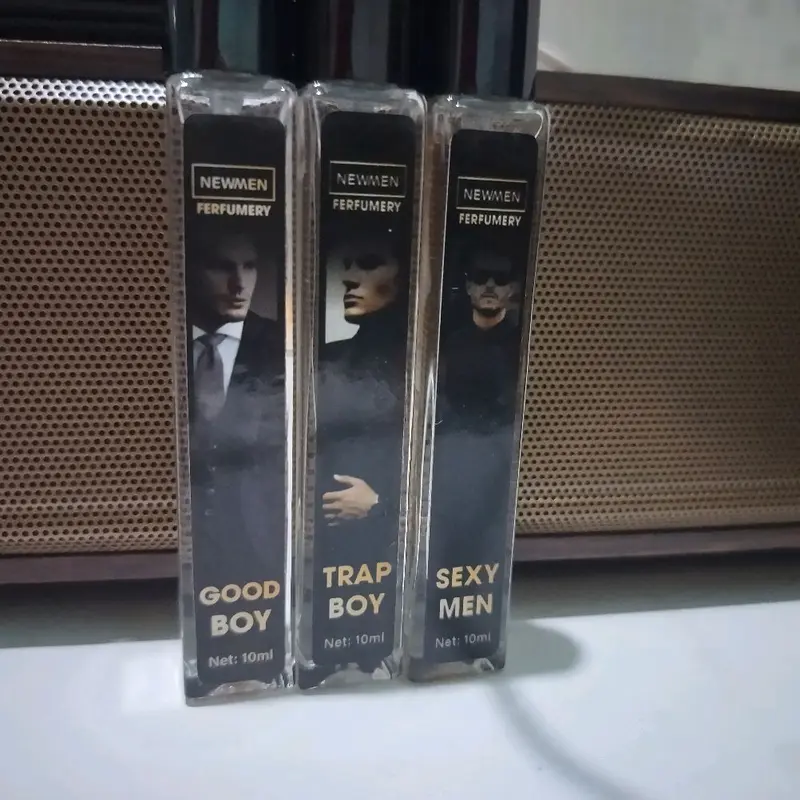 NEWMEN
FERFUMERY
GOOD
BOY
Net: 10ml
NEWMEN
FERFUMERY
TRAP
BOY
Net: 10ml
NEWMEN
FERFUMERY
SEXY
MEN
Net: 10ml